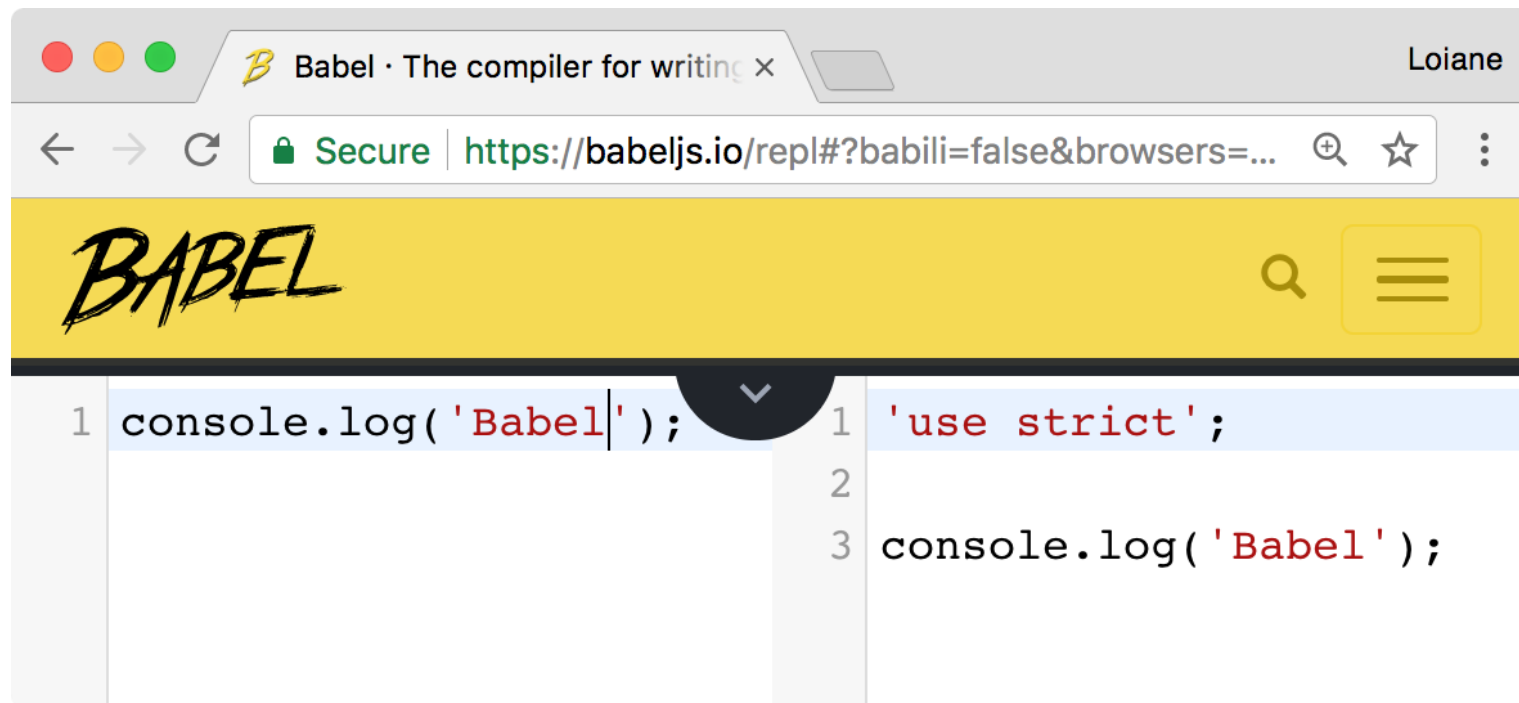 B Babel · The compiler for writing
Loiane
Secure https://babeljs.io/repl#?babili=false&browsers=...
BABEL
1 console.log('Babel');
1 'use strict';
2
3 console.log('Babel');